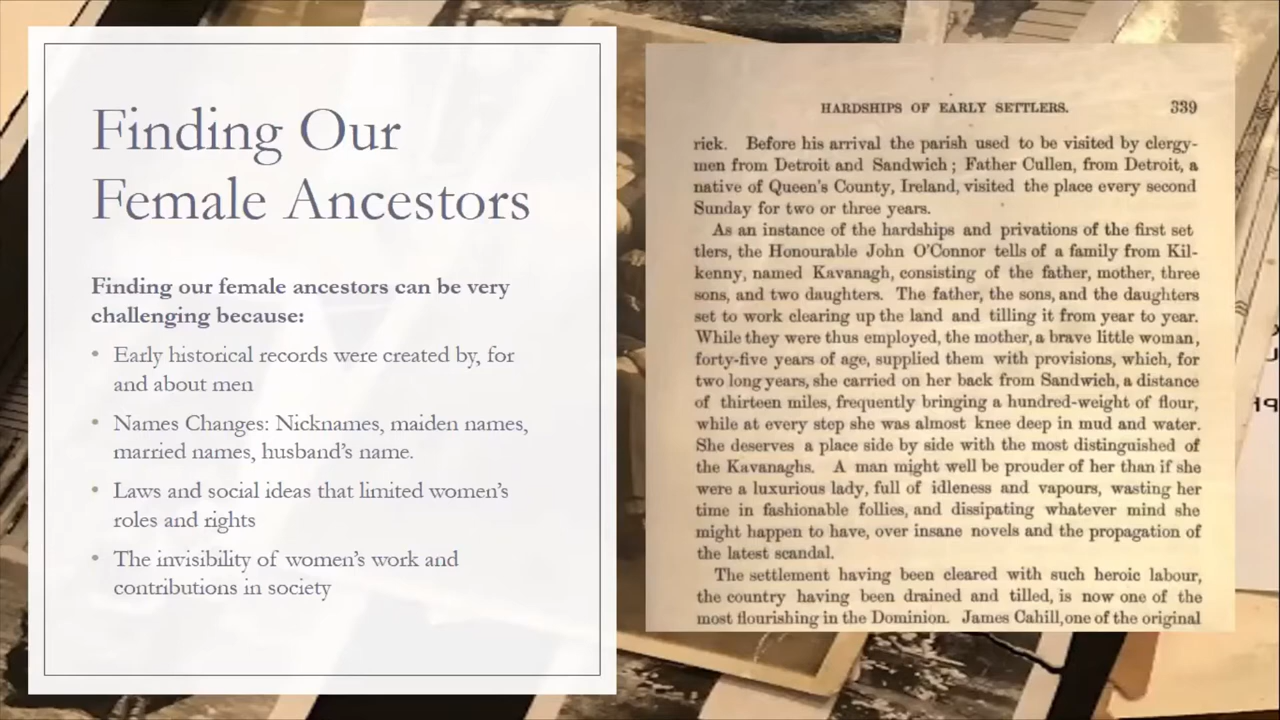 Finding Our
Female Ancestors
Finding our female ancestors can be very
challenging because:
• Early historical records were created by, for
and about men
• Names Changes: Nicknames, maiden names,
married names, husband's name.
• Laws and social ideas that limited women's
roles and rights
• The invisibility of women's work and
contributions in society
HARDSHIPS OF EARLY SETTLERS. 339
rick. Before his arrival the parish used to be visited by clergy-
men from Detroit and Sandwich ; Father Cullen, from Detroit, a
native of Queen's County, Ireland, visited the place every second
Sunday for two or three years.
As an instance of the hardships and privations of the first set
tlers, the Honourable John O'Connor tells of a family from Kil-
kenny, named Kavanagh, consisting of the father, mother, three
sons, and two daughters. The father, the sons, and the daughters
set to work clearing up the land and tilling it from year to year.
While they were thus employed, the mother, a brave little woman,
forty-five years of age, supplied them with provisions, which, for
two long years, she carried on her back from Sandwich, a distance
of thirteen miles, frequently bringing a hundred-weight of flour,
while at every step she was almost knee deep in mud and water.
She deserves a place side by side with the most distinguished of
the Kavanaghs. A man might well be prouder of her than if she
were a luxurious lady, full of idleness and vapours, wasting her
time in fashionable follies, and dissipating whatever mind she
might happen to have, over insane novels and the propagation of
the latest scandal.
The settlement having been cleared with such heroic labour,
the country having been drained and tilled, is now one of the
most flourishing in the Dominion. James Cahill, one of the original